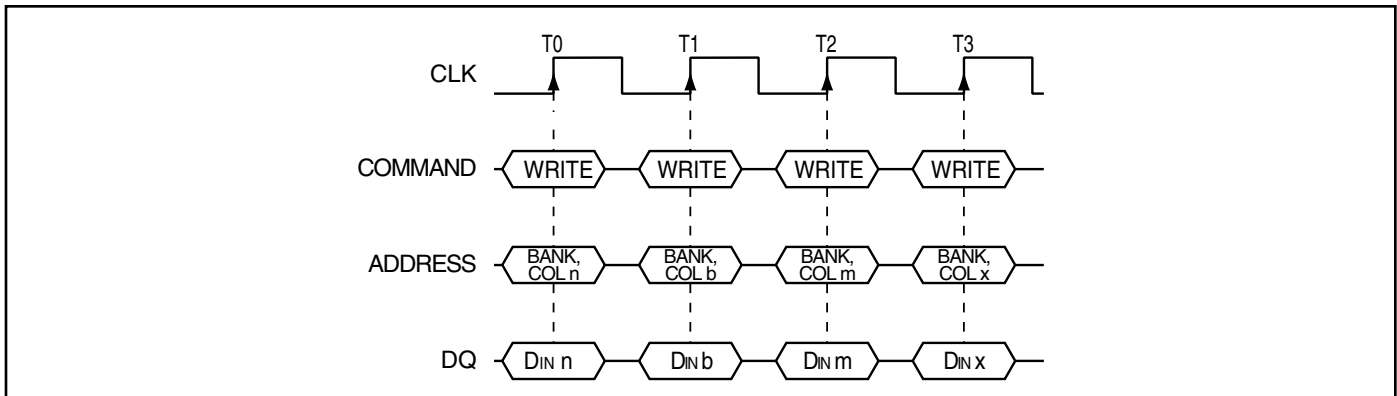 T0 T1 T2 T3
CLK
COMMAND WRITE WRITE WRITE WRITE
ADDRESS BANK, COL n BANK, COL b BANK, COL m BANK, COL x
DQ DIN n DIN b DIN m DIN x